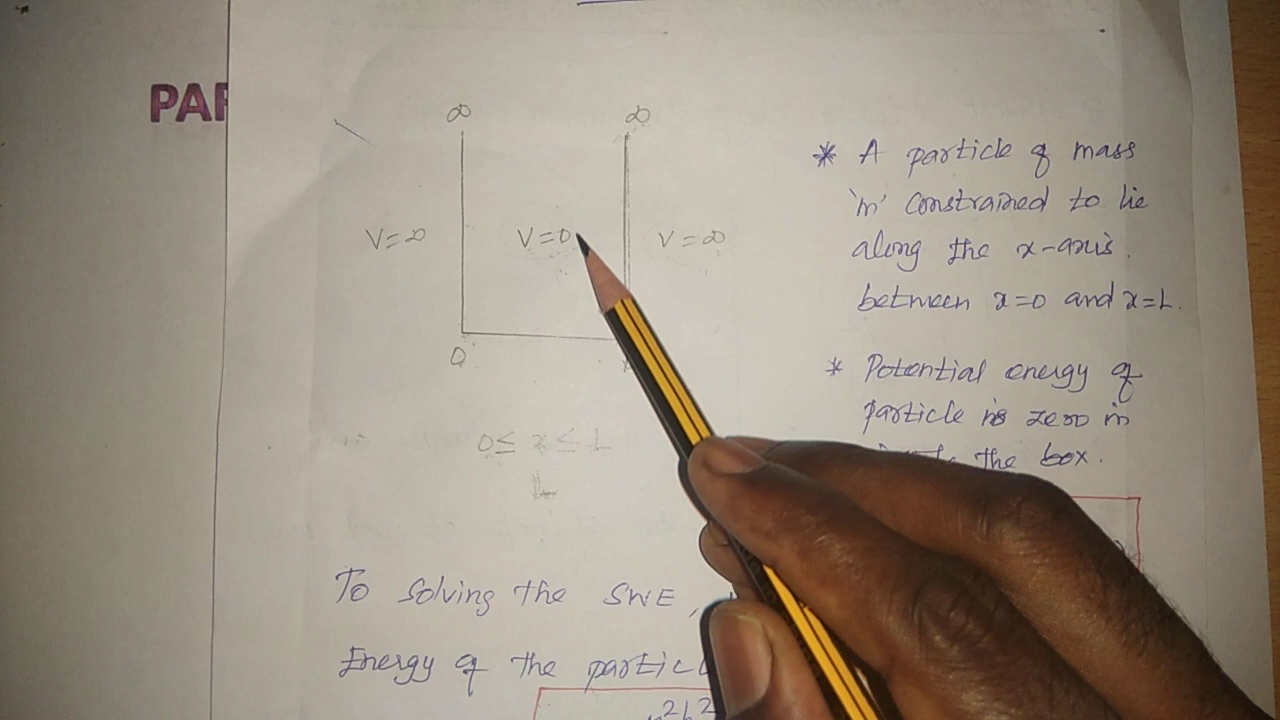 PAR
∞ ∞
V=∞ V=0 V=∞
0
0≤ x ≤ L
L
* A particle of mass
'm' constrained to lie
along the x-axis.
between x=0 and x=L.
* Potential energy of
particle is zero in
the box.
To Solving the SWE,
Energy of the
n²h²